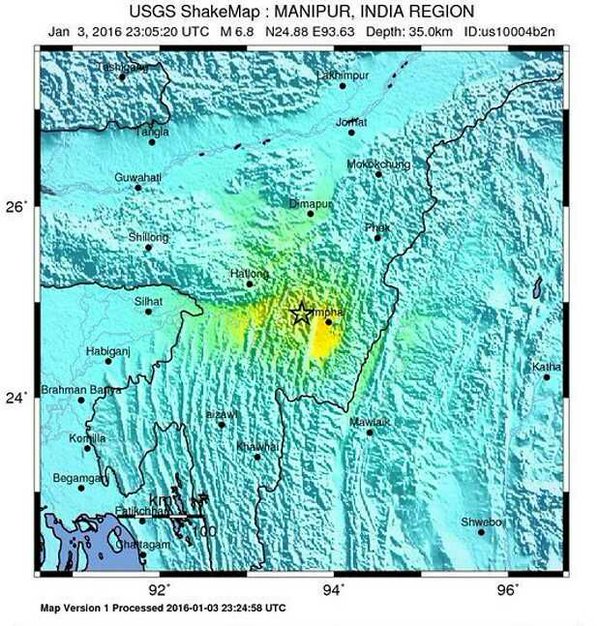 USGS ShakeMap : MANIPUR, INDIA REGION
Jan 3, 2016 23:05:20 UTC M 6.8 N24.88 E93.63 Depth: 35.0km ID:us10004b2n
Tashigang
Lakhimpur
Jorhat
Tangla
Mokokchung
Guwahati
26°
Dimapur
Phek
Shillong
Haflong
Silhat
Imphal
Habiganj
Katha
24°
Brahman Bariya
aizawl
Mawlaik
Komilla
Khawhai
Begamganj
km
Shwebo
Fatikchhari
100
Chattagam
92°
94°
96°
Map Version 1 Processed 2016-01-03 23:24:58 UTC